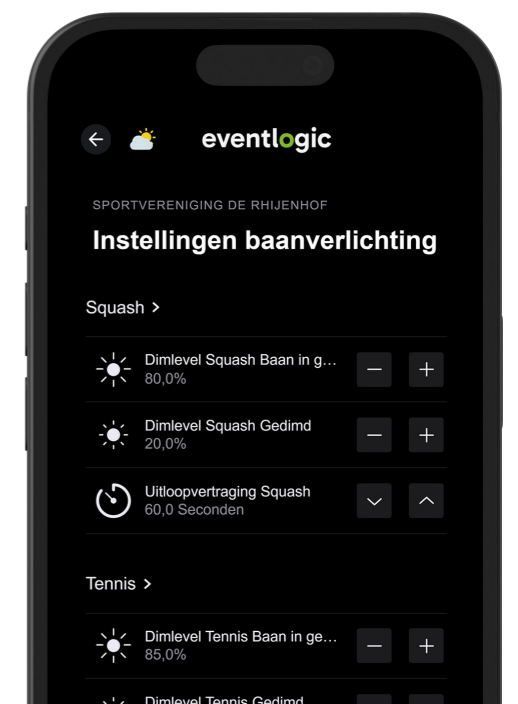 eventlogic
SPORTVERENIGING DE RHIJENHOF
Instellingen baanverlichting
Squash >
Dimlevel Squash Baan in g...
80,0%
Dimlevel Squash Gedimd
20,0%
Uitloopvertraging Squash
60,0 Seconden
Tennis >
Dimlevel Tennis Baan in ge...
85,0%
Dimlevel Tennis Gedimd